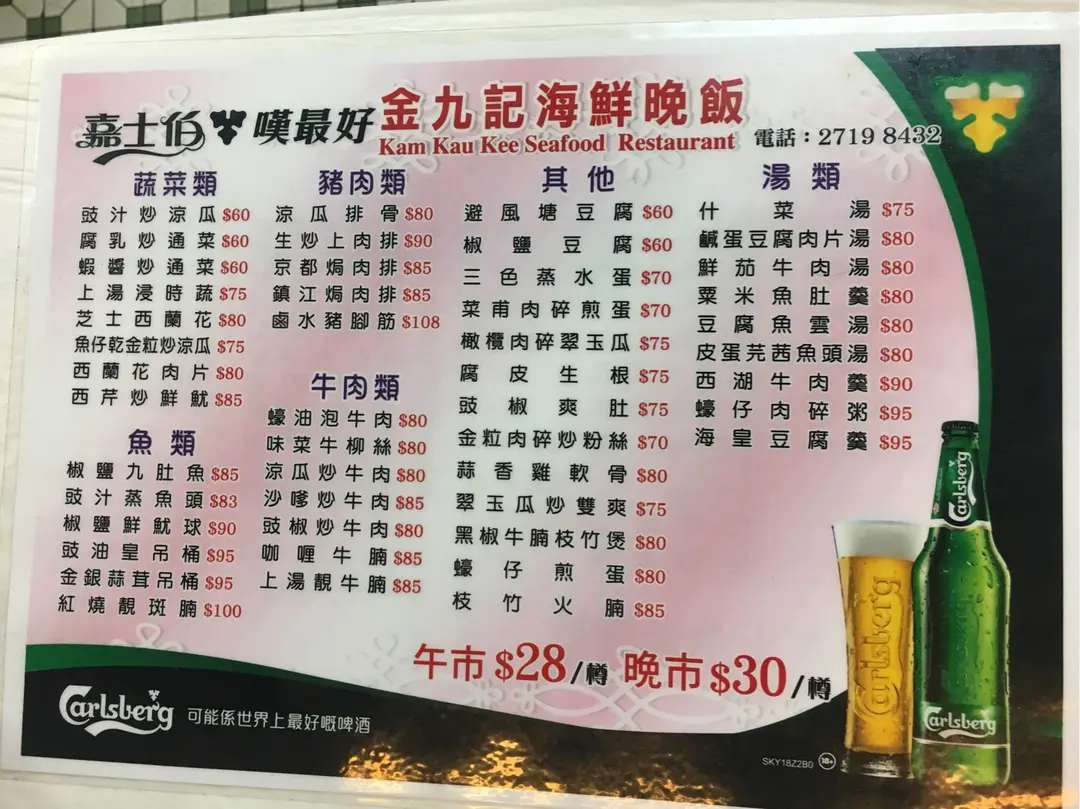 嘉士伯 嘆最好
金九記海鮮晚飯
Kam Kau Kee Seafood Restaurant
電話：2719 8432
蔬菜類
豉汁炒涼瓜 $60
腐乳炒通菜 $60
蝦醬炒通菜 $60
上湯浸時蔬 $75
芝士西蘭花 $80
魚仔乾金粒炒涼瓜 $75
西蘭花肉片 $80
西芹炒鮮魷 $85
魚類
椒鹽九肚魚 $85
豉汁蒸魚頭 $83
椒鹽鮮魷球 $90
豉油皇吊桶 $95
金銀蒜茸吊桶 $95
紅燒靚斑腩 $100
豬肉類
涼瓜排骨 $80
生炒上肉排 $90
京都焗肉排 $85
鎮江焗肉排 $85
鹵水豬腳筋 $108
牛肉類
蠔油泡牛肉 $80
味菜牛柳絲 $80
涼瓜炒牛肉 $80
沙嗲炒牛肉 $85
豉椒炒牛肉 $80
咖喱牛腩 $85
上湯靚牛腩 $85
其他
避風塘豆腐 $60
椒鹽豆腐 $60
三色蒸水蛋 $70
菜甫肉碎煎蛋 $70
橄欖肉碎翠玉瓜 $75
腐皮生根 $75
豉椒爽肚 $75
金粒肉碎炒粉絲 $70
蒜香雞軟骨 $80
翠玉瓜炒雙爽 $75
黑椒牛腩枝竹煲 $80
蠔仔煎蛋 $80
枝竹火腩 $85
湯類
什菜湯 $75
鹹蛋豆腐肉片湯 $80
鮮茄牛肉湯 $80
粟米魚肚羹 $80
豆腐魚雲湯 $80
皮蛋芫茜魚頭湯 $80
西湖牛肉羹 $90
蠔仔肉碎粥 $95
海皇豆腐羹 $95
午市 $28/樽 晚市 $30/樽
Carlsberg 可能係世界上最好嘅啤酒
Carlsberg
Carlsberg
Carlsberg
SKY18Z2B0 18+